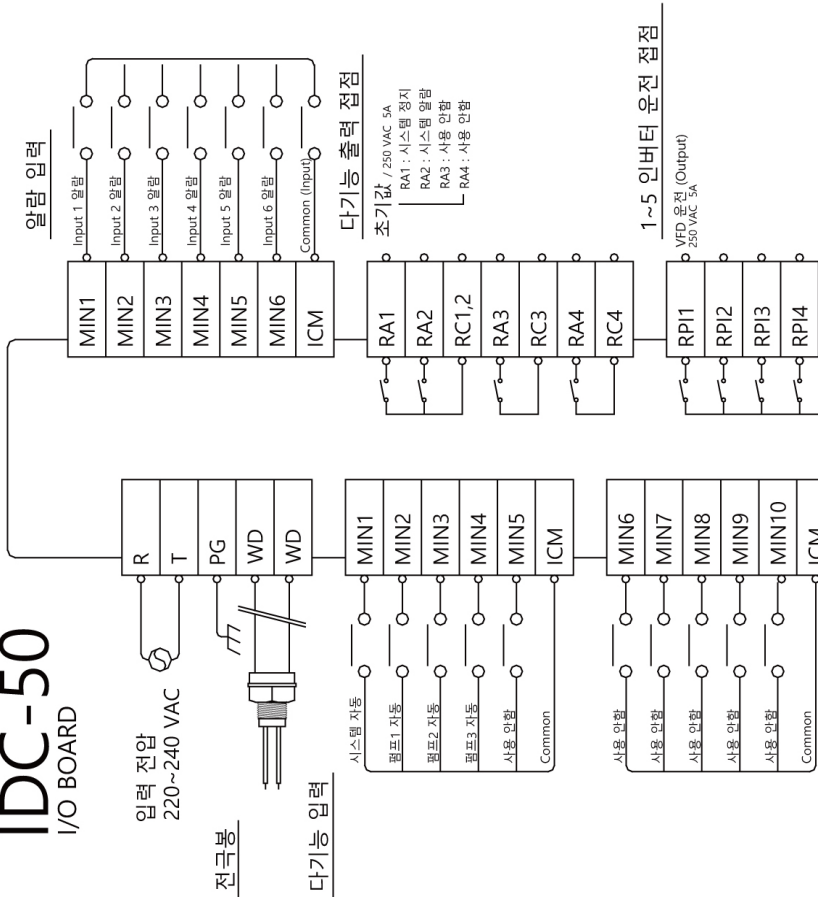 IDC-50
I/O BOARD
입력 전압
220~240 VAC
R
T
PG
WD
WD
전극봉
다기능 입력
시스템 자동
펌프1 자동
펌프2 자동
펌프3 자동
사용 안함
Common
MIN1
MIN2
MIN3
MIN4
MIN5
ICM
사용 안함
사용 안함
사용 안함
사용 안함
사용 안함
Common
MIN6
MIN7
MIN8
MIN9
MIN10
ICM
알람 입력
Input 1 알람
Input 2 알람
Input 3 알람
Input 4 알람
Input 5 알람
Input 6 알람
Common (Input)
MIN1
MIN2
MIN3
MIN4
MIN5
MIN6
ICM
다기능 출력 접점
초기값 / 250 VAC 5A
RA1 : 시스템 정지
RA2 : 시스템 알람
RA3 : 사용 안함
RA4 : 사용 안함
RA1
RA2
RC1,2
RA3
RC3
RA4
RC4
1~5 인버터 운전 접점
VFD 운전 (Output)
250 VAC 5A
RPI1
RPI2
RPI3
RPI4